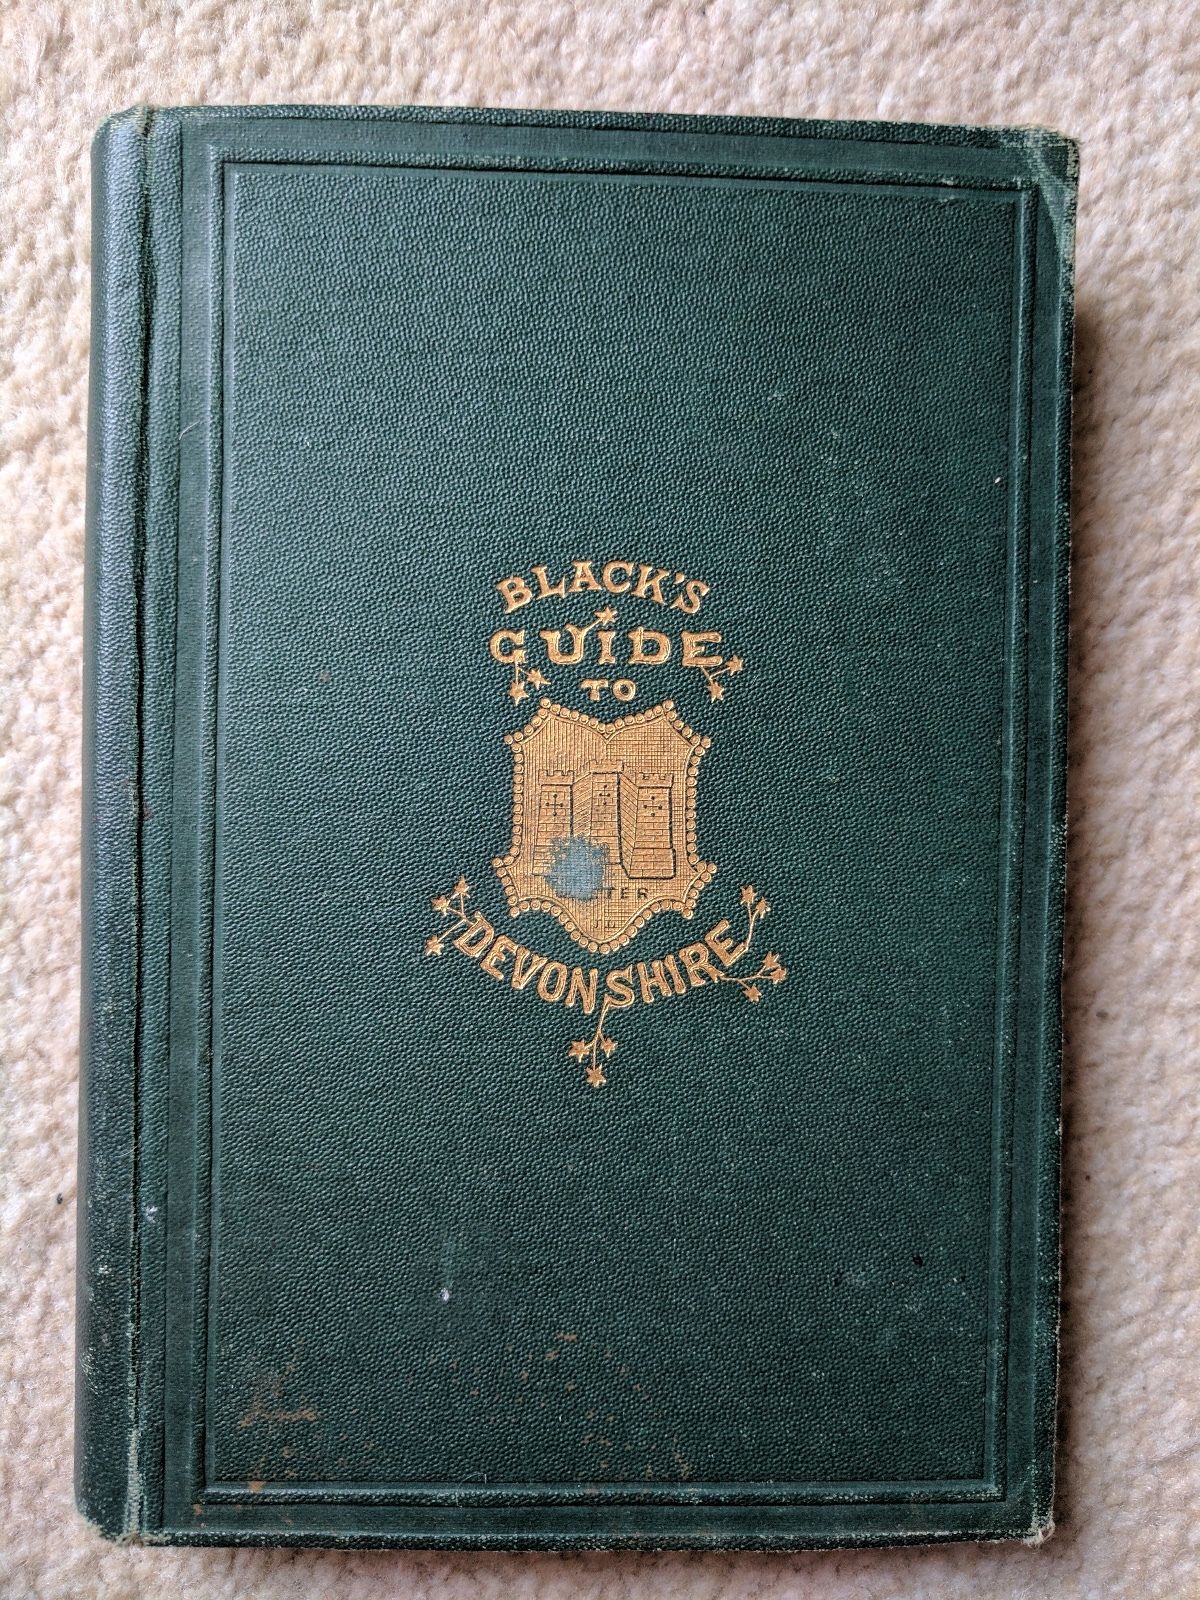 BLACK'S
GUIDE
TO
DEVONSHIRE